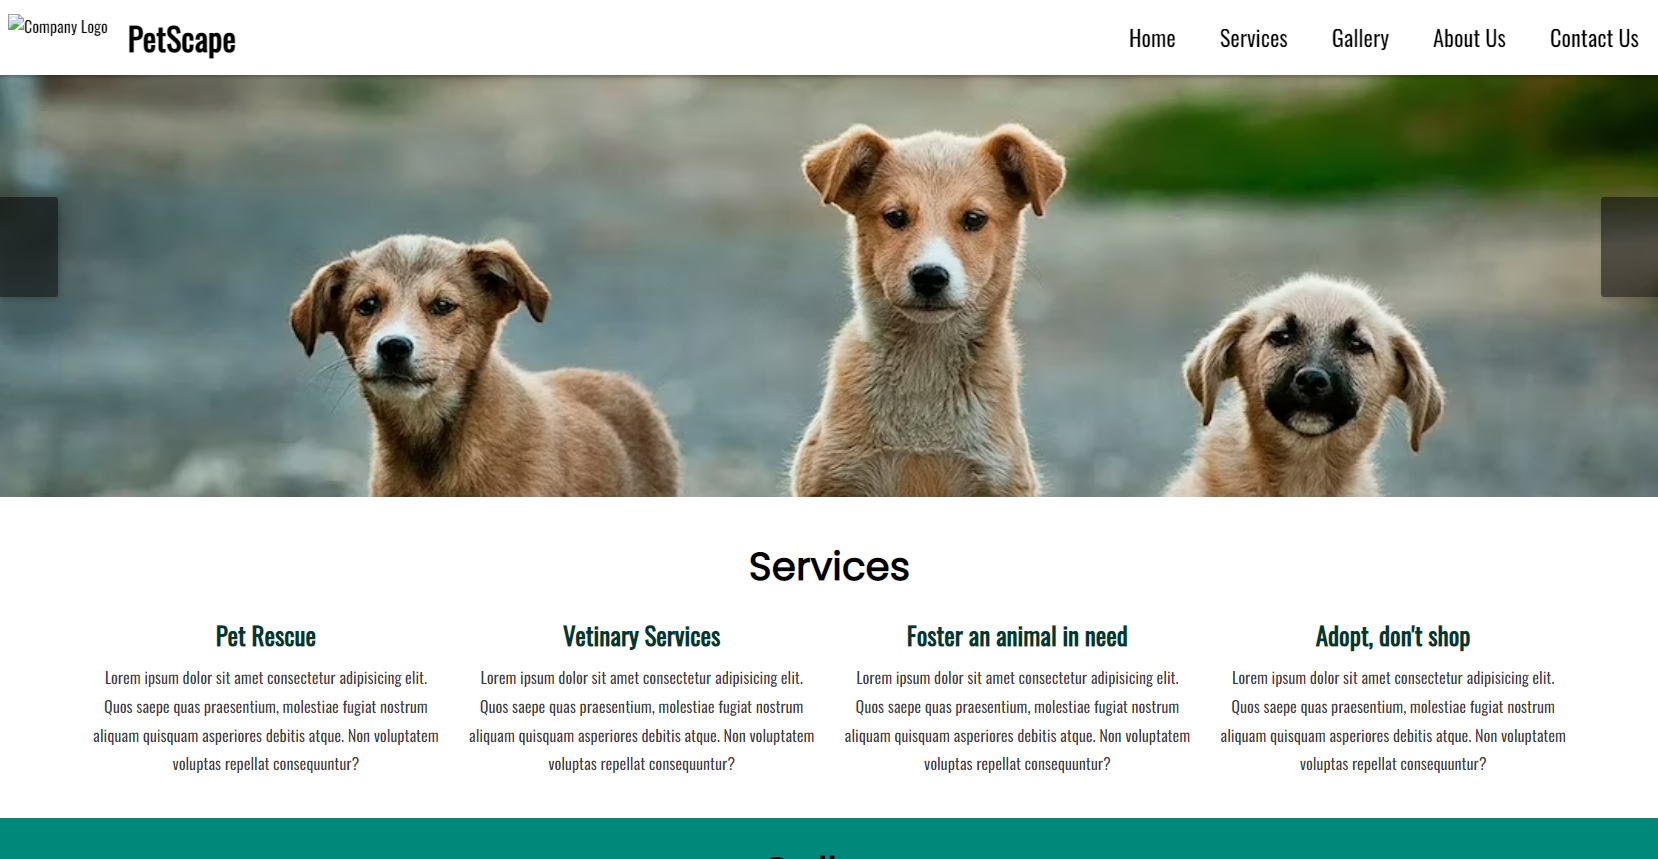 Company Logo
PetScape
Home Services Gallery About Us Contact Us
Services
Pet Rescue
Lorem ipsum dolor sit amet consectetur adipisicing elit.
Quos saepe quas praesentium, molestiae fugiat nostrum
aliquam quisquam asperiores debitis atque. Non voluptatem
voluptas repellat consequuntur?
Vetinary Services
Lorem ipsum dolor sit amet consectetur adipisicing elit.
Quos saepe quas praesentium, molestiae fugiat nostrum
aliquam quisquam asperiores debitis atque. Non voluptatem
voluptas repellat consequuntur?
Foster an animal in need
Lorem ipsum dolor sit amet consectetur adipisicing elit.
Quos saepe quas praesentium, molestiae fugiat nostrum
aliquam quisquam asperiores debitis atque. Non voluptatem
voluptas repellat consequuntur?
Adopt, don't shop
Lorem ipsum dolor sit amet consectetur adipisicing elit.
Quos saepe quas praesentium, molestiae fugiat nostrum
aliquam quisquam asperiores debitis atque. Non voluptatem
voluptas repellat consequuntur?